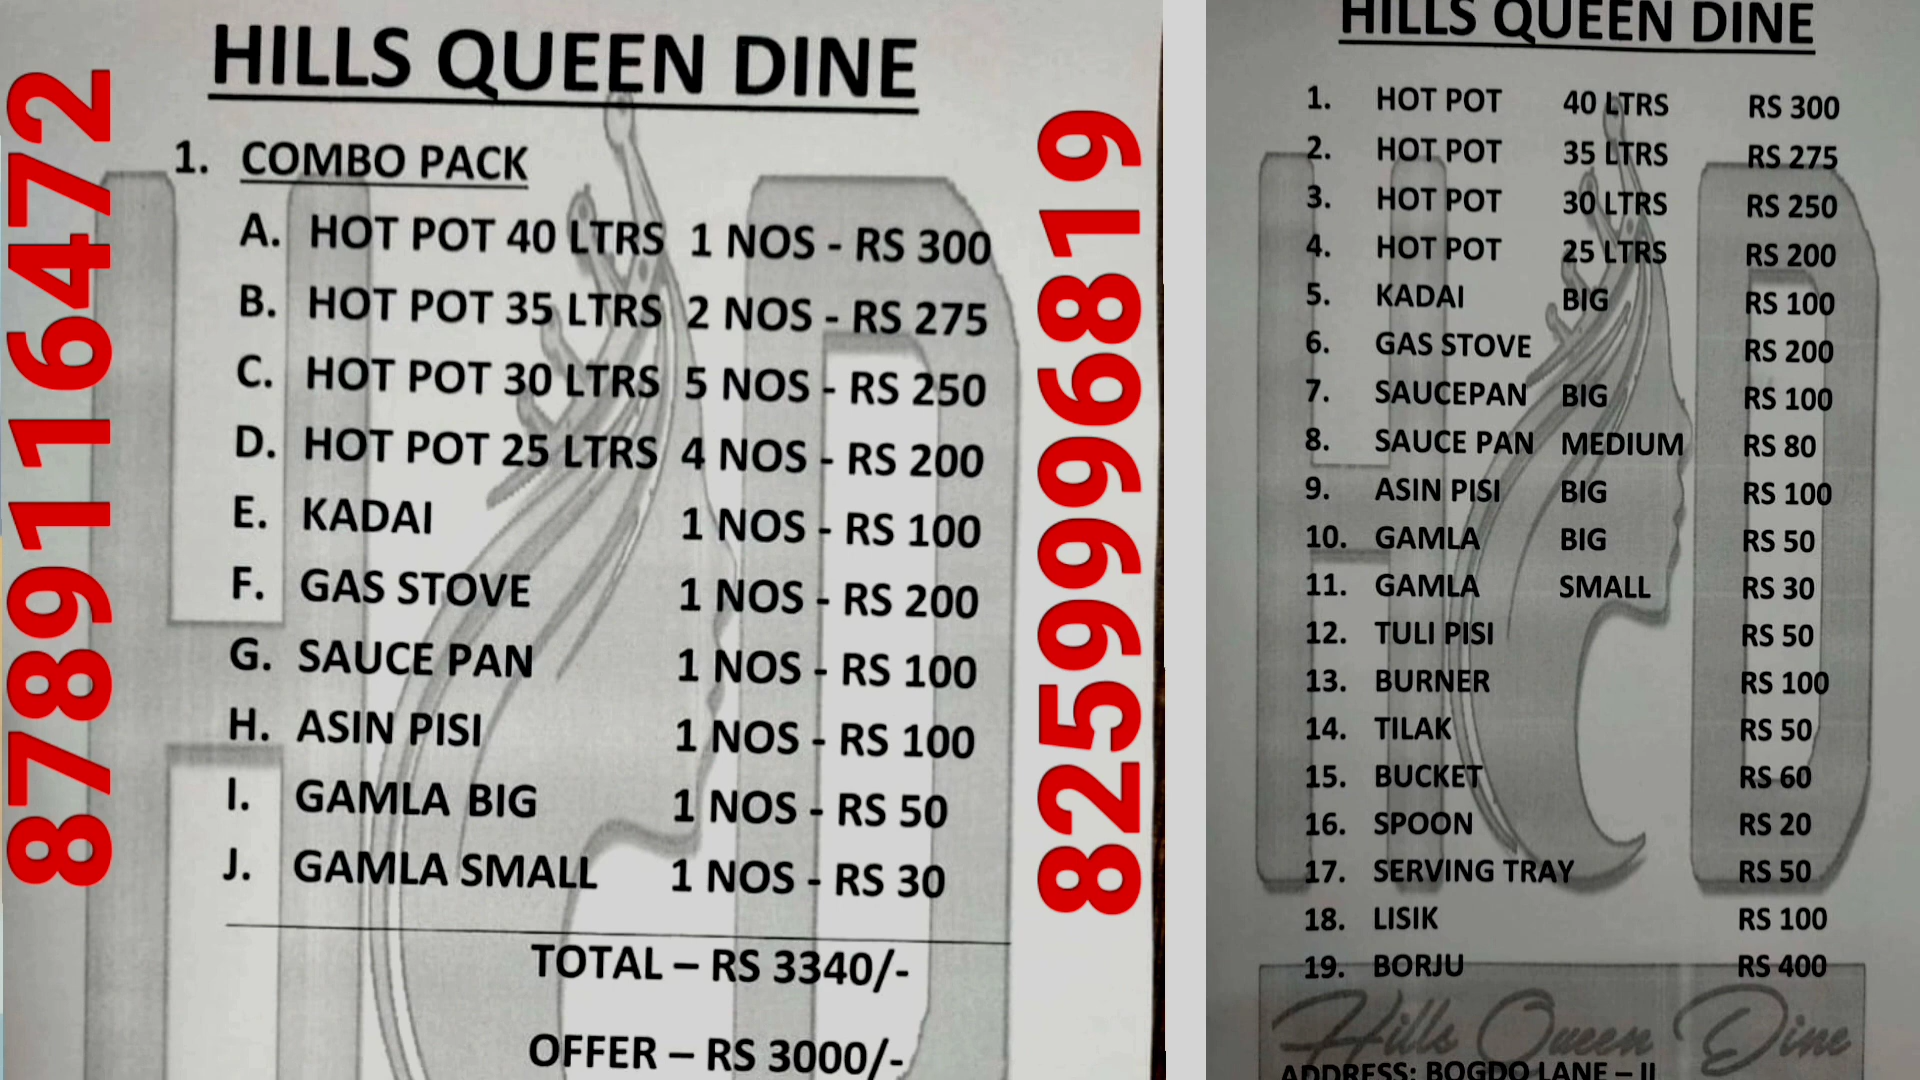 8789116472
HILLS QUEEN DINE
1. COMBO PACK
A. HOT POT 40 LTRS 1 NOS - RS 300
B. HOT POT 35 LTRS 2 NOS - RS 275
C. HOT POT 30 LTRS 5 NOS - RS 250
D. HOT POT 25 LTRS 4 NOS - RS 200
E. KADAI 1 NOS - RS 100
F. GAS STOVE 1 NOS - RS 200
G. SAUCE PAN 1 NOS - RS 100
H. ASIN PISI 1 NOS - RS 100
I. GAMLA BIG 1 NOS - RS 50
J. GAMLA SMALL 1 NOS - RS 30
TOTAL – RS 3340/-
OFFER – RS 3000/-
8259996819
HILLS QUEEN DINE
1. HOT POT 40 LTRS RS 300
2. HOT POT 35 LTRS RS 275
3. HOT POT 30 LTRS RS 250
4. HOT POT 25 LTRS RS 200
5. KADAI BIG RS 100
6. GAS STOVE RS 200
7. SAUCEPAN BIG RS 100
8. SAUCE PAN MEDIUM RS 80
9. ASIN PISI BIG RS 100
10. GAMLA BIG RS 50
11. GAMLA SMALL RS 30
12. TULI PISI RS 50
13. BURNER RS 100
14. TILAK RS 50
15. BUCKET RS 60
16. SPOON RS 20
17. SERVING TRAY RS 50
18. LISIK RS 100
19. BORJU RS 400
Hills Queen Dine
ADDRESS: BOGDO LANE – II